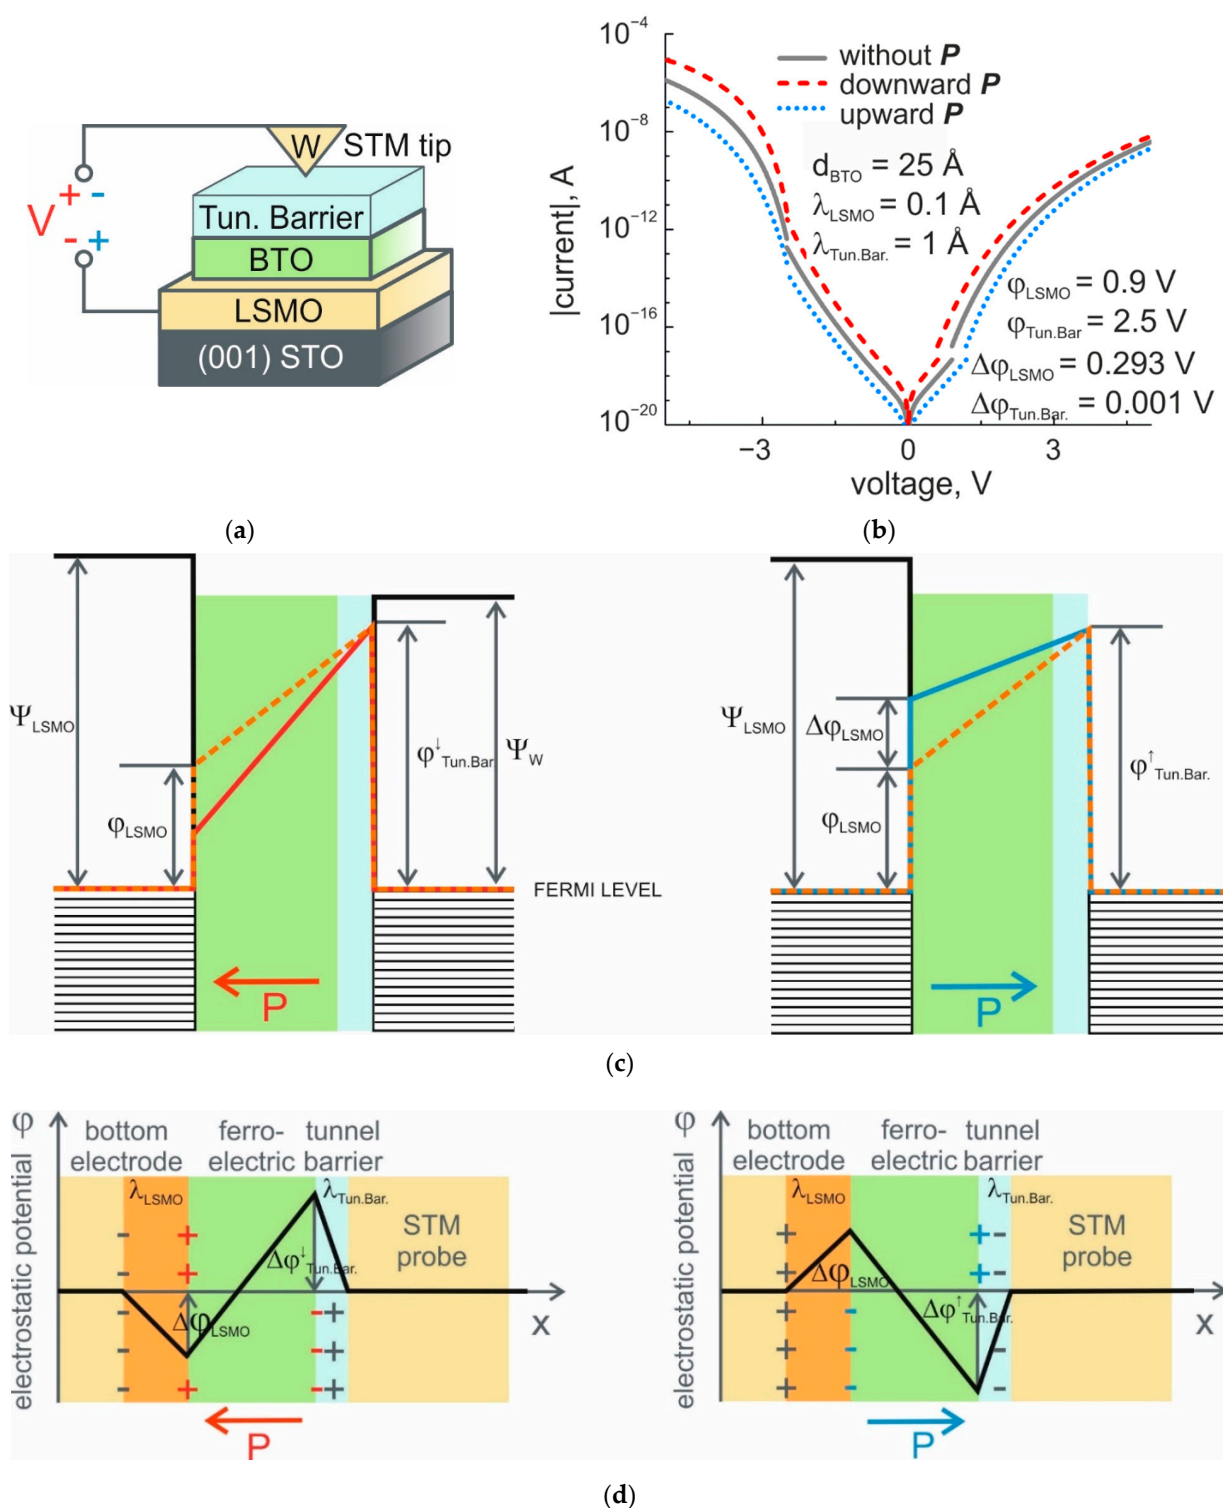 W
STM tip
Tun. Barrier
BTO
LSMO
(001) STO
V
+ -
- +
(a)
10⁻⁴
10⁻⁸
10⁻¹²
10⁻¹⁶
10⁻²⁰
|current|, A
without P
downward P
upward P
d_BTO = 25 Å
λ_LSMO = 0.1 Å
λ_Tun.Bar. = 1 Å
φ_LSMO = 0.9 V
φ_Tun.Bar = 2.5 V
Δφ_LSMO = 0.293 V
Δφ_Tun.Bar. = 0.001 V
−3 0 3
voltage, V
(b)
Ψ_LSMO
φ_LSMO
φ↓_Tun.Bar.
Ψ_W
FERMI LEVEL
P
Ψ_LSMO
Δφ_LSMO
φ_LSMO
φ↑_Tun.Bar.
P
(c)
electrostatic potential φ
bottom
electrode
ferro-
electric
tunnel
barrier
λ_LSMO
λ_Tun.Bar.
STM
probe
Δφ↓_Tun.Bar.
Δφ_LSMO
x
P
electrostatic potential φ
bottom
electrode
ferro-
electric
tunnel
barrier
λ_LSMO
λ_Tun.Bar.
STM
probe
Δφ_LSMO
Δφ↑_Tun.Bar.
x
P
(d)